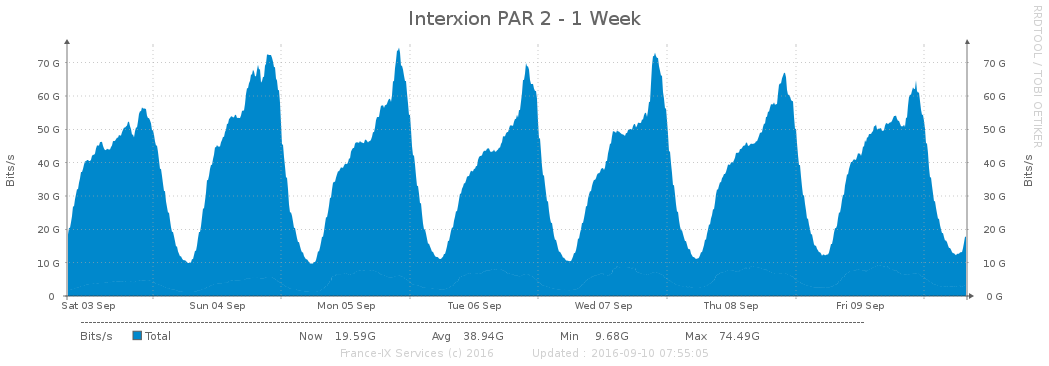 Interxion PAR 2 - 1 Week
RRDTOOL / TOBI OETIKER
Bits/s
Bits/s
70 G 70 G
60 G 60 G
50 G 50 G
40 G 40 G
30 G 30 G
20 G 20 G
10 G 10 G
0 0 G
Sat 03 Sep Sun 04 Sep Mon 05 Sep Tue 06 Sep Wed 07 Sep Thu 08 Sep Fri 09 Sep
Bits/s Total Now 19.59G Avg 38.94G Min 9.68G Max 74.49G
France-IX Services (c) 2016 Updated : 2016-09-10 07:55:05